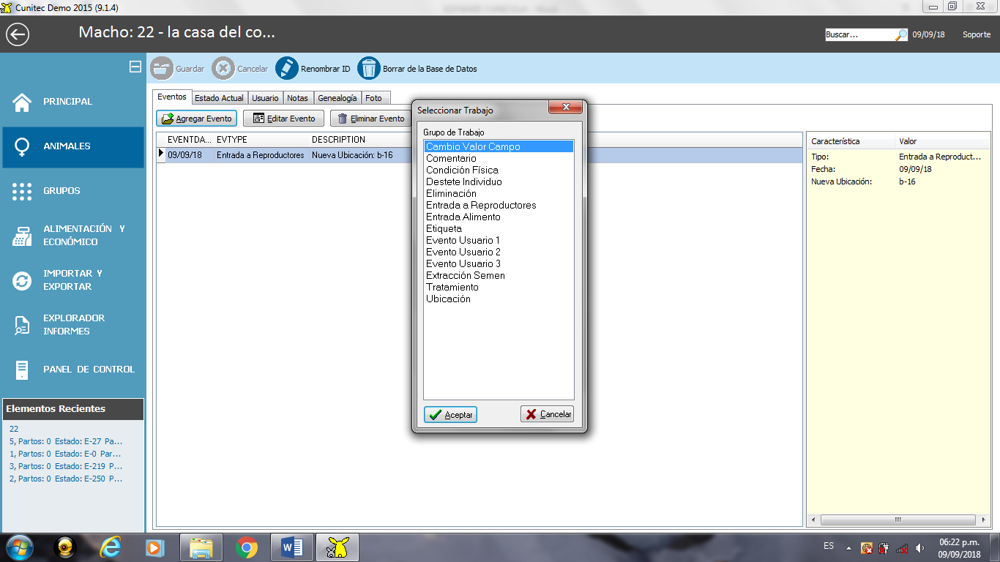 Cunitec Demo 2015 (9.1.4)
Macho: 22 - la casa del co...
Buscar...
09/09/18
Soporte
Guardar
Cancelar
Renombrar ID
Borrar de la Base de Datos
PRINCIPAL
ANIMALES
GRUPOS
ALIMENTACIÓN Y
ECONÓMICO
IMPORTAR Y
EXPORTAR
EXPLORADOR
INFORMES
PANEL DE CONTROL
Elementos Recientes
22
5, Partos: 0 Estado: E-27 Pa...
1, Partos: 0 Estado: E-0 Par...
3, Partos: 0 Estado: E-219 P...
2, Partos: 0 Estado: E-250 P...
Eventos
Estado Actual
Usuario
Notas
Genealogía
Foto
Agregar Evento
Editar Evento
Eliminar Evento
EVENTDA... EVTYPE DESCRIPTION
09/09/18 Entrada a Reproductores Nueva Ubicación: b-16
Seleccionar Trabajo
Grupo de Trabajo
Cambio Valor Campo
Comentario
Condición Física
Destete Individuo
Eliminación
Entrada a Reproductores
Entrada Alimento
Etiqueta
Evento Usuario 1
Evento Usuario 2
Evento Usuario 3
Extracción Semen
Tratamiento
Ubicación
Aceptar
Cancelar
Característica Valor
Tipo: Entrada a Reproduct...
Fecha: 09/09/18
Nueva Ubicación: b-16
ES
06:22 p.m.
09/09/2018